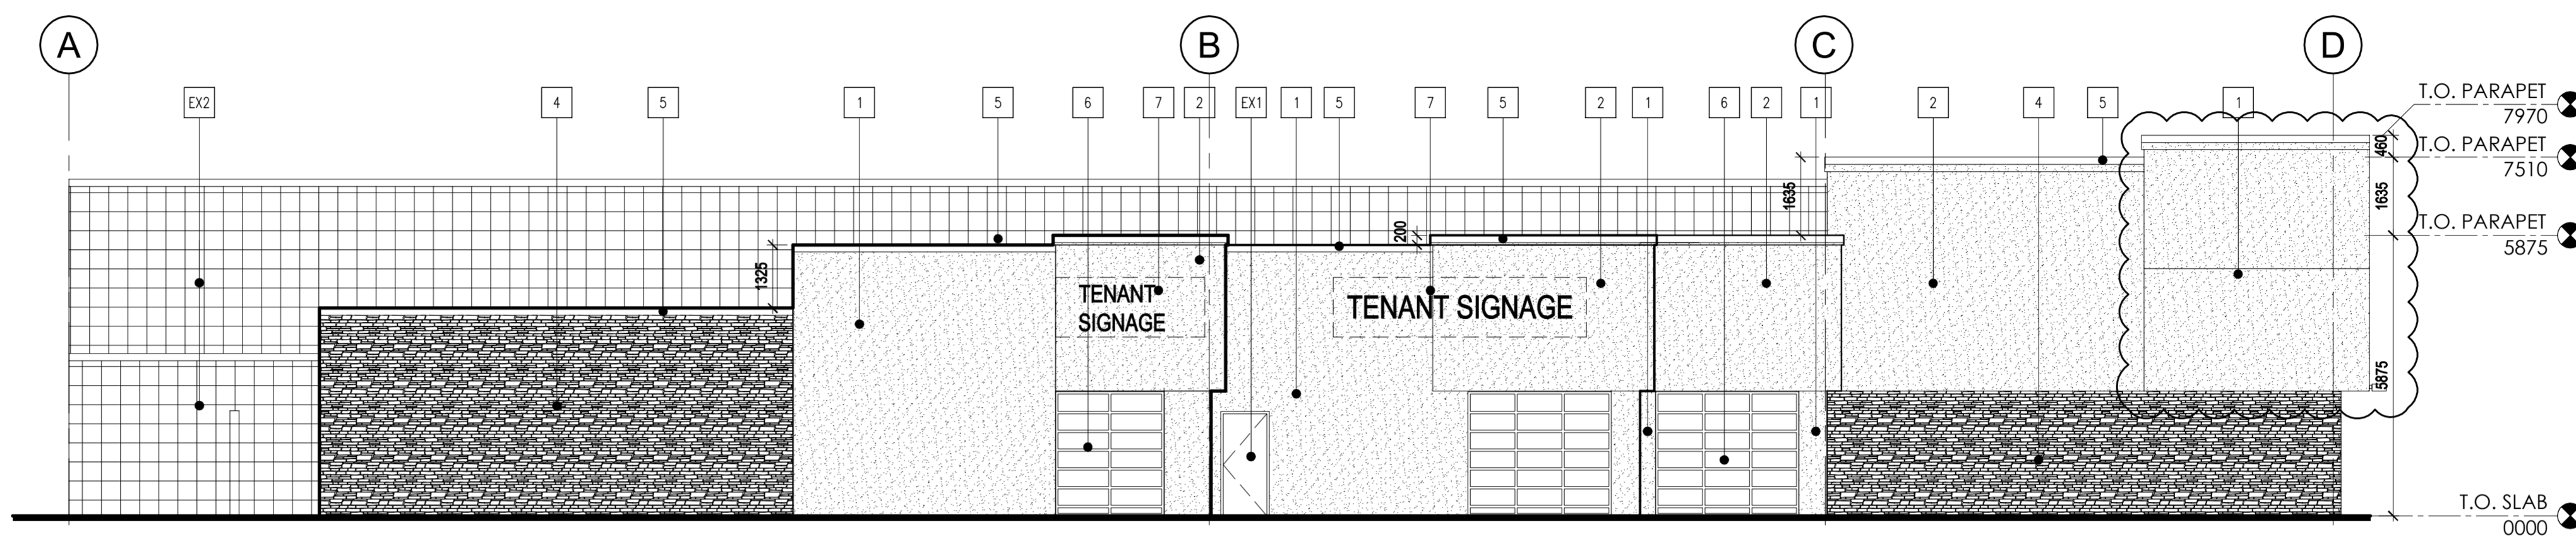 A B C D
EX2 4 5 1 5 6 7 2 EX1 1 5 7 5 2 1 6 2 1 2 4 5 1
T.O. PARAPET
7970
460
T.O. PARAPET
7510
1635
1635
T.O. PARAPET
5875
200
1325
TENANT
SIGNAGE
TENANT SIGNAGE
5875
T.O. SLAB
0000